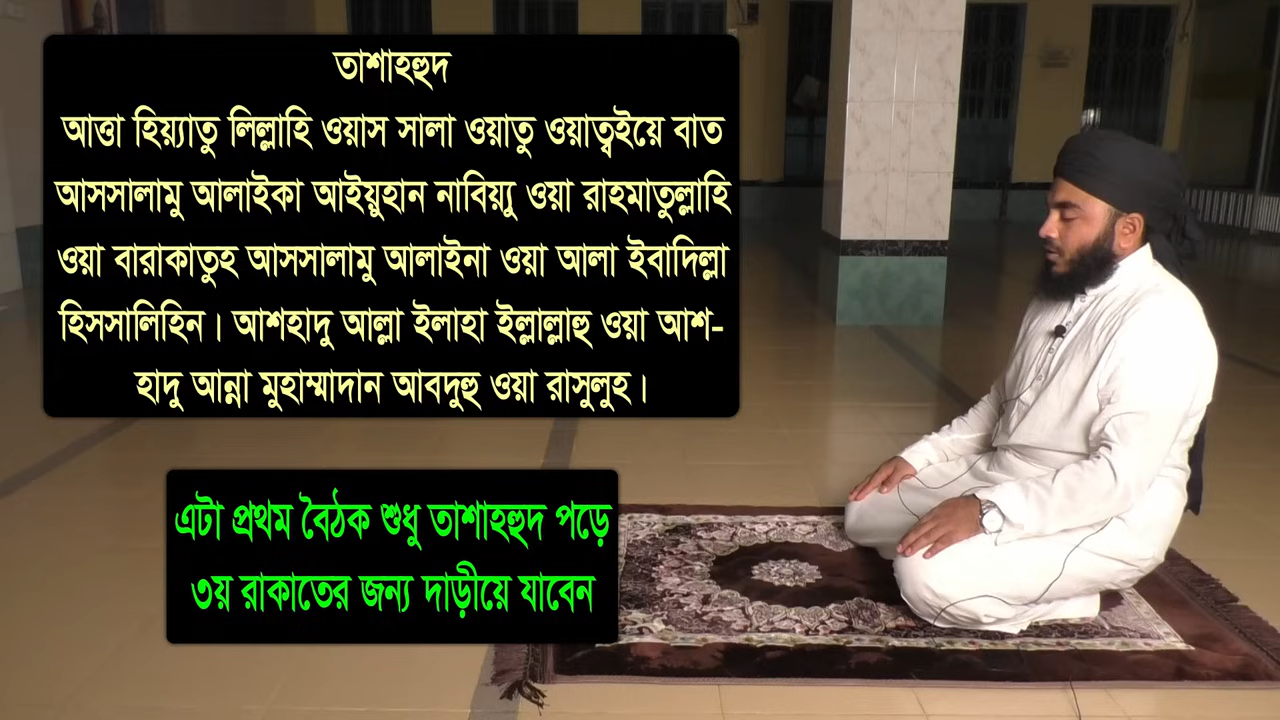 তাশাহহুদ
আত্তা হিয়্যাতু লিল্লাহি ওয়াস সালা ওয়াতু ওয়াত্বইয়ে বাত
আসসালামু আলাইকা আইয়ুহান নাবিয়্যু ওয়া রাহমাতুল্লাহি
ওয়া বারাকাতুহ আসসালামু আলাইনা ওয়া আলা ইবাদিল্লা
হিসসালিহিন। আশহাদু আল্লা ইলাহা ইল্লাল্লাহু ওয়া আশ-
হাদু আন্না মুহাম্মাদান আবদুহু ওয়া রাসুলুহ।
এটা প্রথম বৈঠক শুধু তাশাহহুদ পড়ে
৩য় রাকাতের জন্য দাড়ীয়ে যাবেন